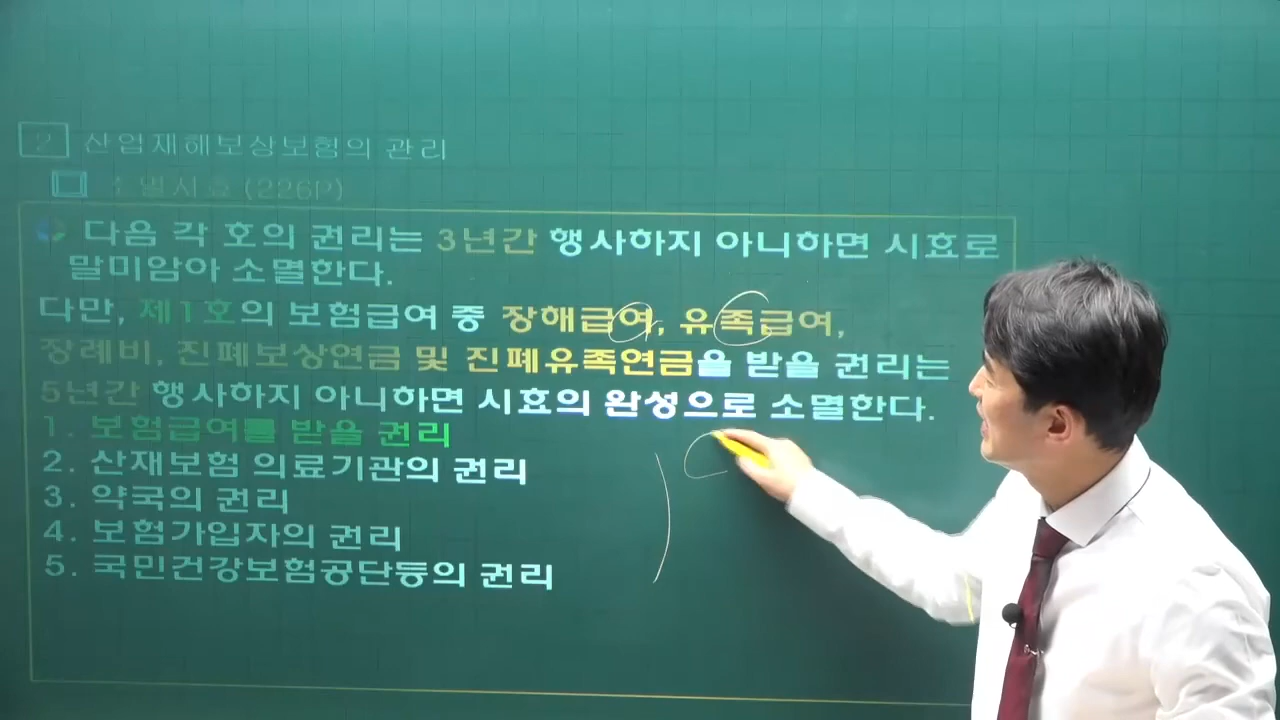 2 산업재해보상보험의 관리
소멸시효 (226P)
다음 각 호의 권리는 3년간 행사하지 아니하면 시효로
말미암아 소멸한다.
다만, 제1호의 보험급여 중 장해급여, 유족급여,
장례비, 진폐보상연금 및 진폐유족연금을 받을 권리는
5년간 행사하지 아니하면 시효의 완성으로 소멸한다.
1. 보험급여를 받을 권리
2. 산재보험 의료기관의 권리
3. 약국의 권리
4. 보험가입자의 권리
5. 국민건강보험공단등의 권리